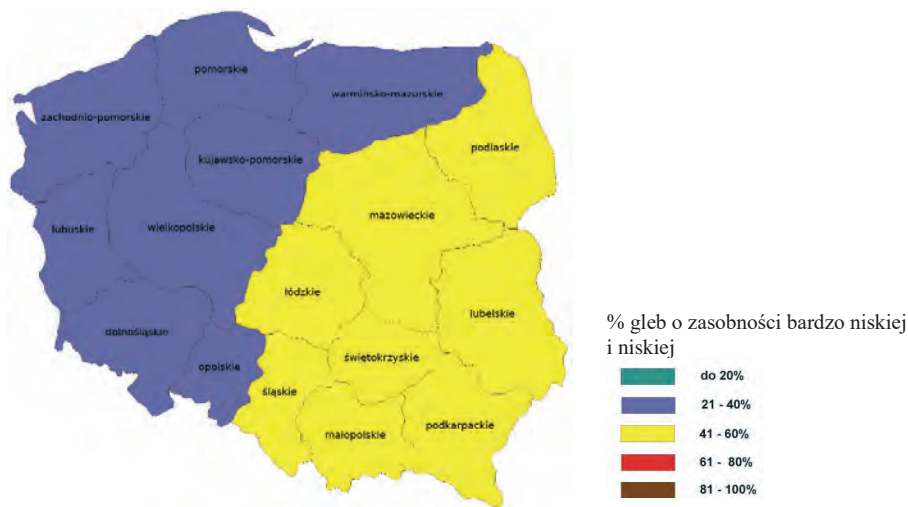 pomorskie
warmińsko-mazurskie
zachodnio-pomorskie
podlaskie
kujawsko-pomorskie
mazowieckie
lubuskie
wielkopolskie
łódzkie
lubelskie
dolnośląskie
świętokrzyskie
opolskie
śląskie
małopolskie
podkarpackie
% gleb o zasobności bardzo niskiej
i niskiej
do 20%
21 - 40%
41 - 60%
61 - 80%
81 - 100%